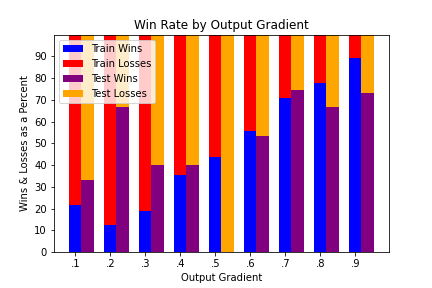 Win Rate by Output Gradient
Train Wins
Train Losses
Test Wins
Test Losses
Wins & Losses as a Percent
90
80
70
60
50
40
30
20
10
0
.1 .2 .3 .4 .5 .6 .7 .8 .9
Output Gradient